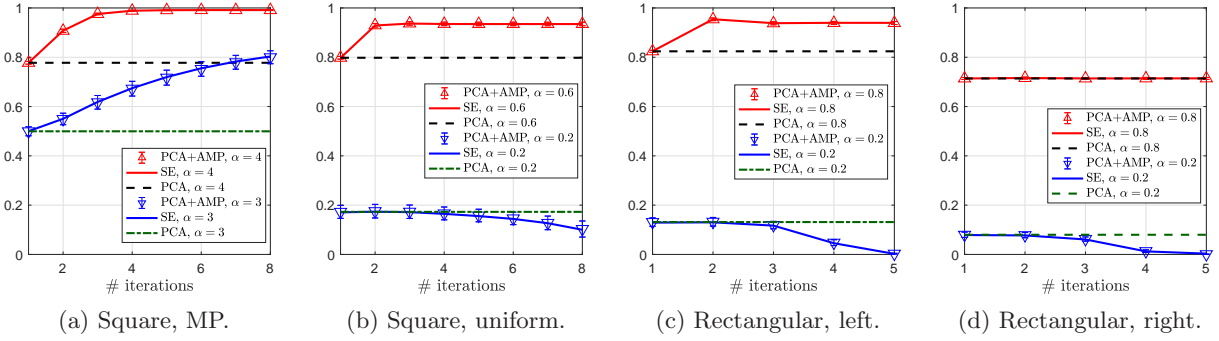 1
0.8
0.6
0.4
0.2
0
2 4 6 8
# iterations
PCA+AMP, α = 4
SE, α = 4
PCA, α = 4
PCA+AMP, α = 3
SE, α = 3
PCA, α = 3
(a) Square, MP.
1
0.8
0.6
0.4
0.2
0
1 2 3 4 5 6 7 8
# iterations
PCA+AMP, α = 0.6
SE, α = 0.6
PCA, α = 0.6
PCA+AMP, α = 0.2
SE, α = 0.2
PCA, α = 0.2
(b) Square, uniform.
1
0.8
0.6
0.4
0.2
0
1 2 3 4 5
# iterations
PCA+AMP, α = 0.8
SE, α = 0.8
PCA, α = 0.8
PCA+AMP, α = 0.2
SE, α = 0.2
PCA, α = 0.2
(c) Rectangular, left.
1
0.8
0.6
0.4
0.2
0
1 2 3 4 5
# iterations
PCA+AMP, α = 0.8
SE, α = 0.8
PCA, α = 0.8
PCA+AMP, α = 0.2
SE, α = 0.2
PCA, α = 0.2
(d) Rectangular, right.